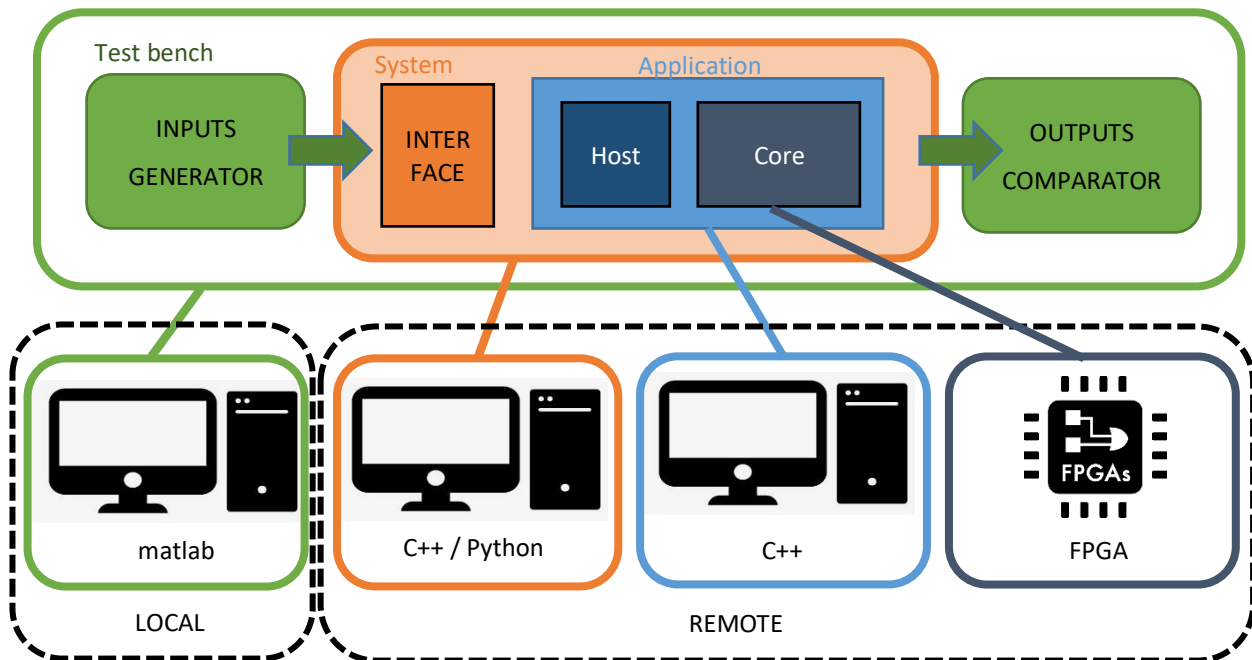 Test bench
System
Application
INPUTS
GENERATOR
INTER
FACE
Host
Core
OUTPUTS
COMPARATOR
matlab
C++ / Python
C++
FPGAs
FPGA
LOCAL
REMOTE